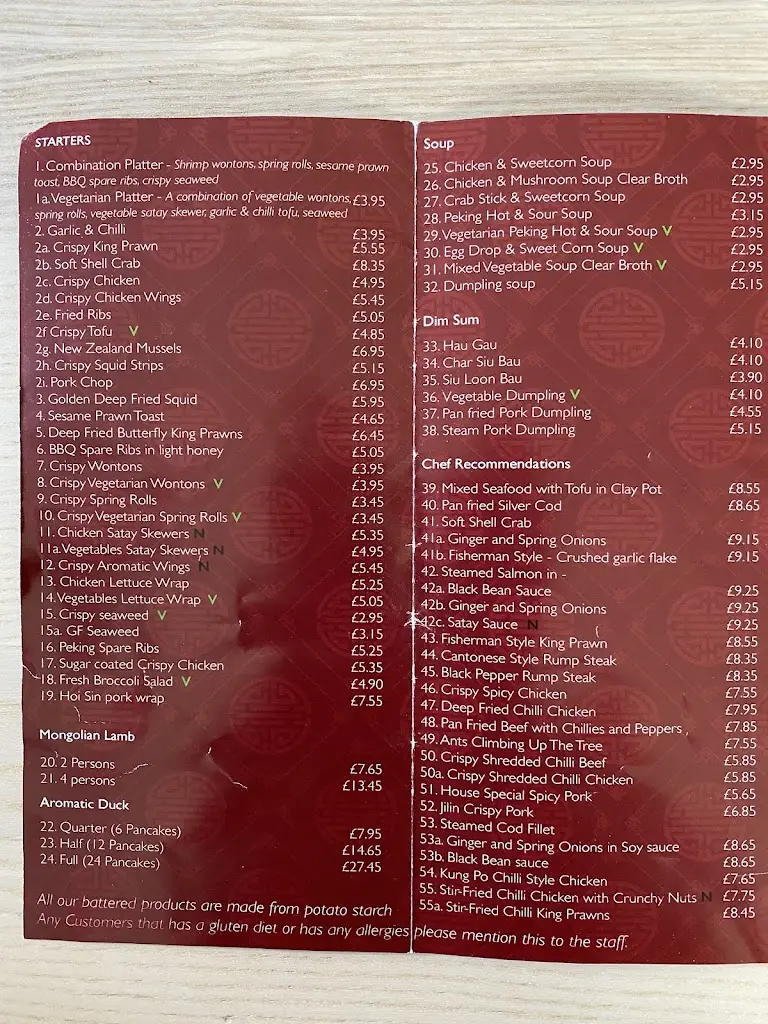 STARTERS
1. Combination Platter - Shrimp wontons, spring rolls, sesame prawn
toast, BBQ spare ribs, crispy seaweed
1a. Vegetarian Platter - A combination of vegetable wontons, £3.95
spring rolls, vegetable satay skewer, garlic & chilli tofu, seaweed
2. Garlic & Chilli £3.95
2a. Crispy King Prawn £5.55
2b. Soft Shell Crab £8.35
2c. Crispy Chicken £4.95
2d. Crispy Chicken Wings £5.45
2e. Fried Ribs £5.05
2f Crispy Tofu V £4.85
2g. New Zealand Mussels £6.95
2h. Crispy Squid Strips £5.15
2i. Pork Chop £6.95
3. Golden Deep Fried Squid £5.95
4. Sesame Prawn Toast £4.65
5. Deep Fried Butterfly King Prawns £6.45
6. BBQ Spare Ribs in light honey £5.05
7. Crispy Wontons £3.95
8. Crispy Vegetarian Wontons V £3.95
9. Crispy Spring Rolls £3.45
10. Crispy Vegetarian Spring Rolls V £3.45
11. Chicken Satay Skewers N £5.35
11a. Vegetables Satay Skewers N £4.95
12. Crispy Aromatic Wings N £5.45
13. Chicken Lettuce Wrap £5.25
14. Vegetables Lettuce Wrap V £5.05
15. Crispy seaweed V £2.95
15a. GF Seaweed £3.15
16. Peking Spare Ribs £5.25
17. Sugar coated Crispy Chicken £5.35
18. Fresh Broccoli Salad V £4.90
19. Hoi Sin pork wrap £7.55
Mongolian Lamb
20. 2 Persons £7.65
21. 4 persons £13.45
Aromatic Duck
22. Quarter (6 Pancakes) £7.95
23. Half (12 Pancakes) £14.65
24. Full (24 Pancakes) £27.45
Soup
25. Chicken & Sweetcorn Soup £2.95
26. Chicken & Mushroom Soup Clear Broth £2.95
27. Crab Stick & Sweetcorn Soup £2.95
28. Peking Hot & Sour Soup £3.15
29. Vegetarian Peking Hot & Sour Soup V £2.95
30. Egg Drop & Sweet Corn Soup V £2.95
31. Mixed Vegetable Soup Clear Broth V £2.95
32. Dumpling soup £5.15
Dim Sum
33. Hau Gau £4.10
34. Char Siu Bau £4.10
35. Siu Loon Bau £3.90
36. Vegetable Dumpling V £4.10
37. Pan fried Pork Dumpling £4.55
38. Steam Pork Dumpling £5.15
Chef Recommendations
39. Mixed Seafood with Tofu in Clay Pot £8.55
40. Pan fried Silver Cod £8.65
41. Soft Shell Crab
41a. Ginger and Spring Onions £9.15
41b. Fisherman Style - Crushed garlic flake £9.15
42. Steamed Salmon in -
42a. Black Bean Sauce £9.25
42b. Ginger and Spring Onions £9.25
42c. Satay Sauce N £9.25
43. Fisherman Style King Prawn £8.55
44. Cantonese Style Rump Steak £8.35
45. Black Pepper Rump Steak £8.35
46. Crispy Spicy Chicken £7.55
47. Deep Fried Chilli Chicken £7.95
48. Pan Fried Beef with Chillies and Peppers £7.85
49. Ants Climbing Up The Tree £7.55
50. Crispy Shredded Chilli Beef £5.85
50a. Crispy Shredded Chilli Chicken £5.85
51. House Special Spicy Pork £5.65
52. Jilin Crispy Pork £6.85
53. Steamed Cod Fillet
53a. Ginger and Spring Onions in Soy sauce £8.65
53b. Black Bean sauce £8.65
54. Kung Po Chilli Style Chicken £7.65
55. Stir-Fried Chilli Chicken with Crunchy Nuts N £7.75
55a. Stir-Fried Chilli King Prawns £8.45
All our battered products are made from potato starch
Any Customers that has a gluten diet or has any allergies please mention this to the staff.